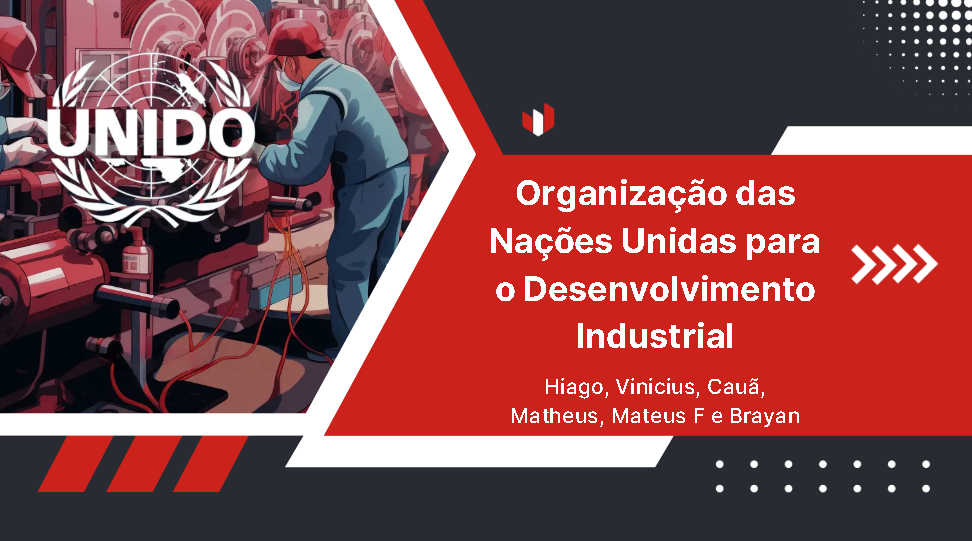 UNIDO
Organização das
Nações Unidas para
o Desenvolvimento
Industrial
Hiago, Vinicius, Cauã,
Matheus, Mateus F e Brayan